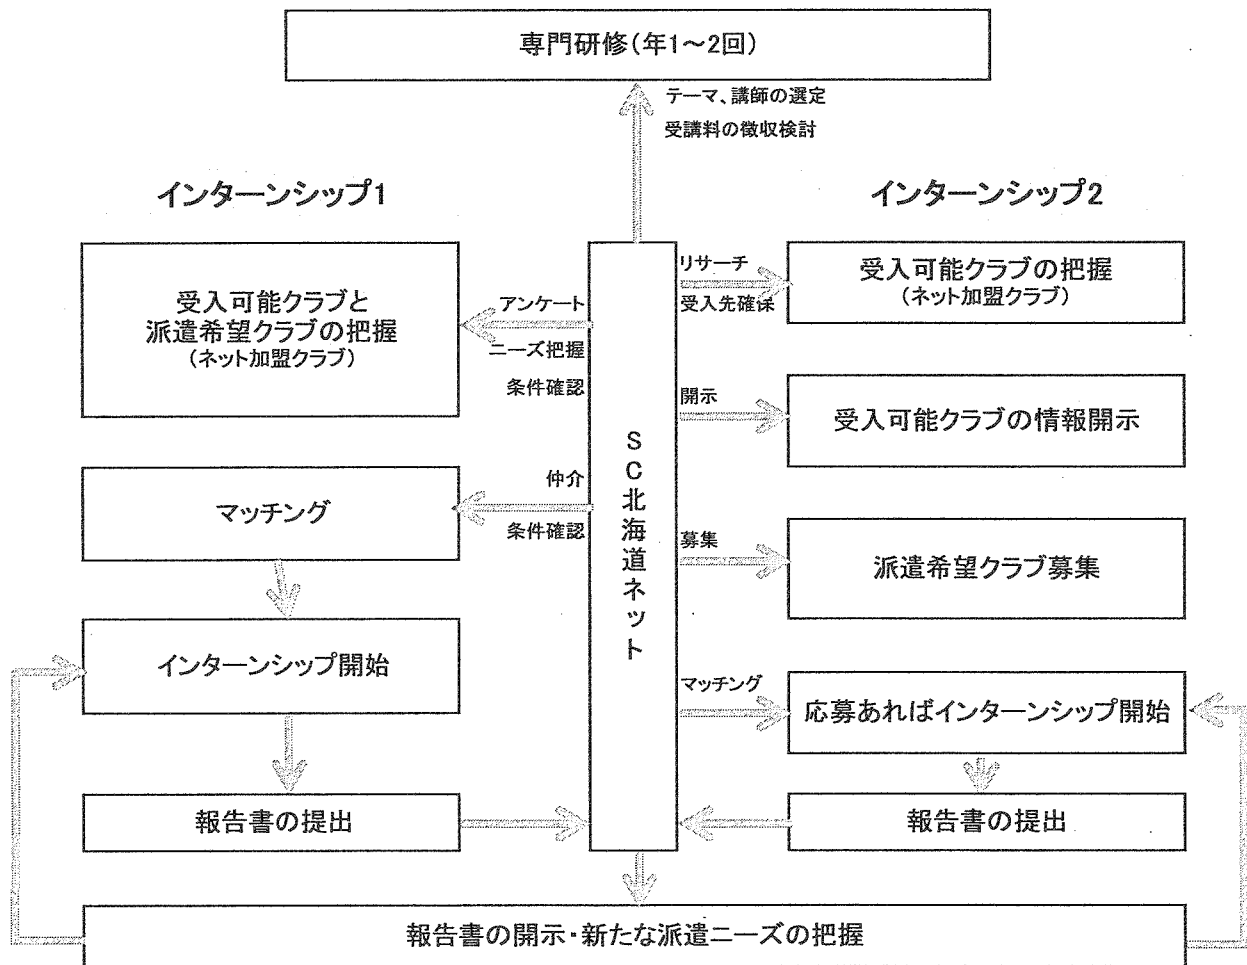 専門研修(年1～2回)
テーマ、講師の選定
受講料の徴収検討
インターンシップ1
インターンシップ2
受入可能クラブと
派遣希望クラブの把握
(ネット加盟クラブ)
アンケート
ニーズ把握
条件確認
仲介
条件確認
マッチング
インターンシップ開始
報告書の提出
SC北海道ネット
リサーチ
受入先確保
受入可能クラブの把握
(ネット加盟クラブ)
開示
受入可能クラブの情報開示
募集
派遣希望クラブ募集
マッチング
応募あればインターンシップ開始
報告書の提出
報告書の開示・新たな派遣ニーズの把握